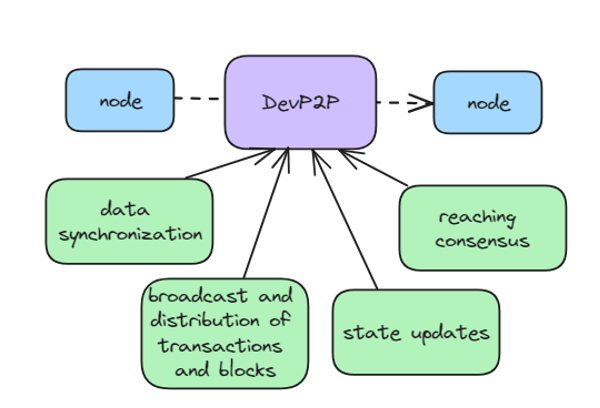 node
DevP2P
node
data
synchronization
reaching
consensus
broadcast and
distribution of
transactions
and blocks
state updates